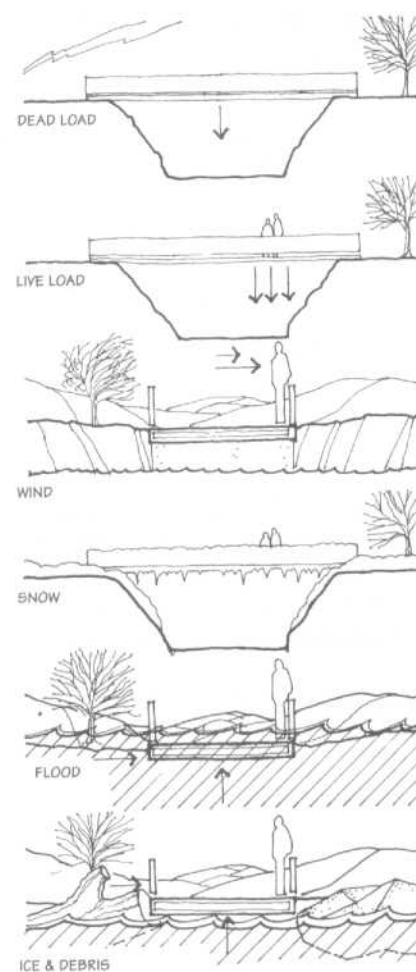 DEAD LOAD
LIVE LOAD
WIND
SNOW
FLOOD
ICE & DEBRIS